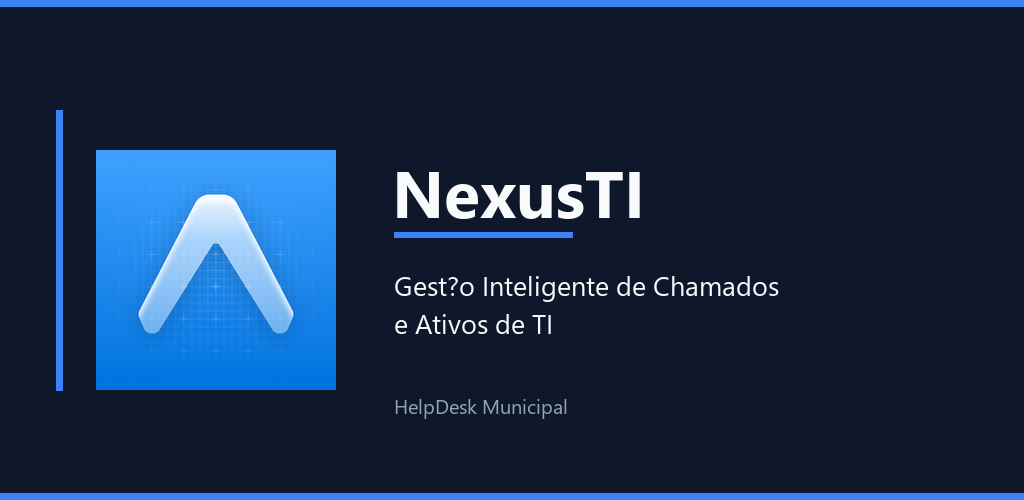 NexusTI
Gest?o Inteligente de Chamados
e Ativos de TI
HelpDesk Municipal